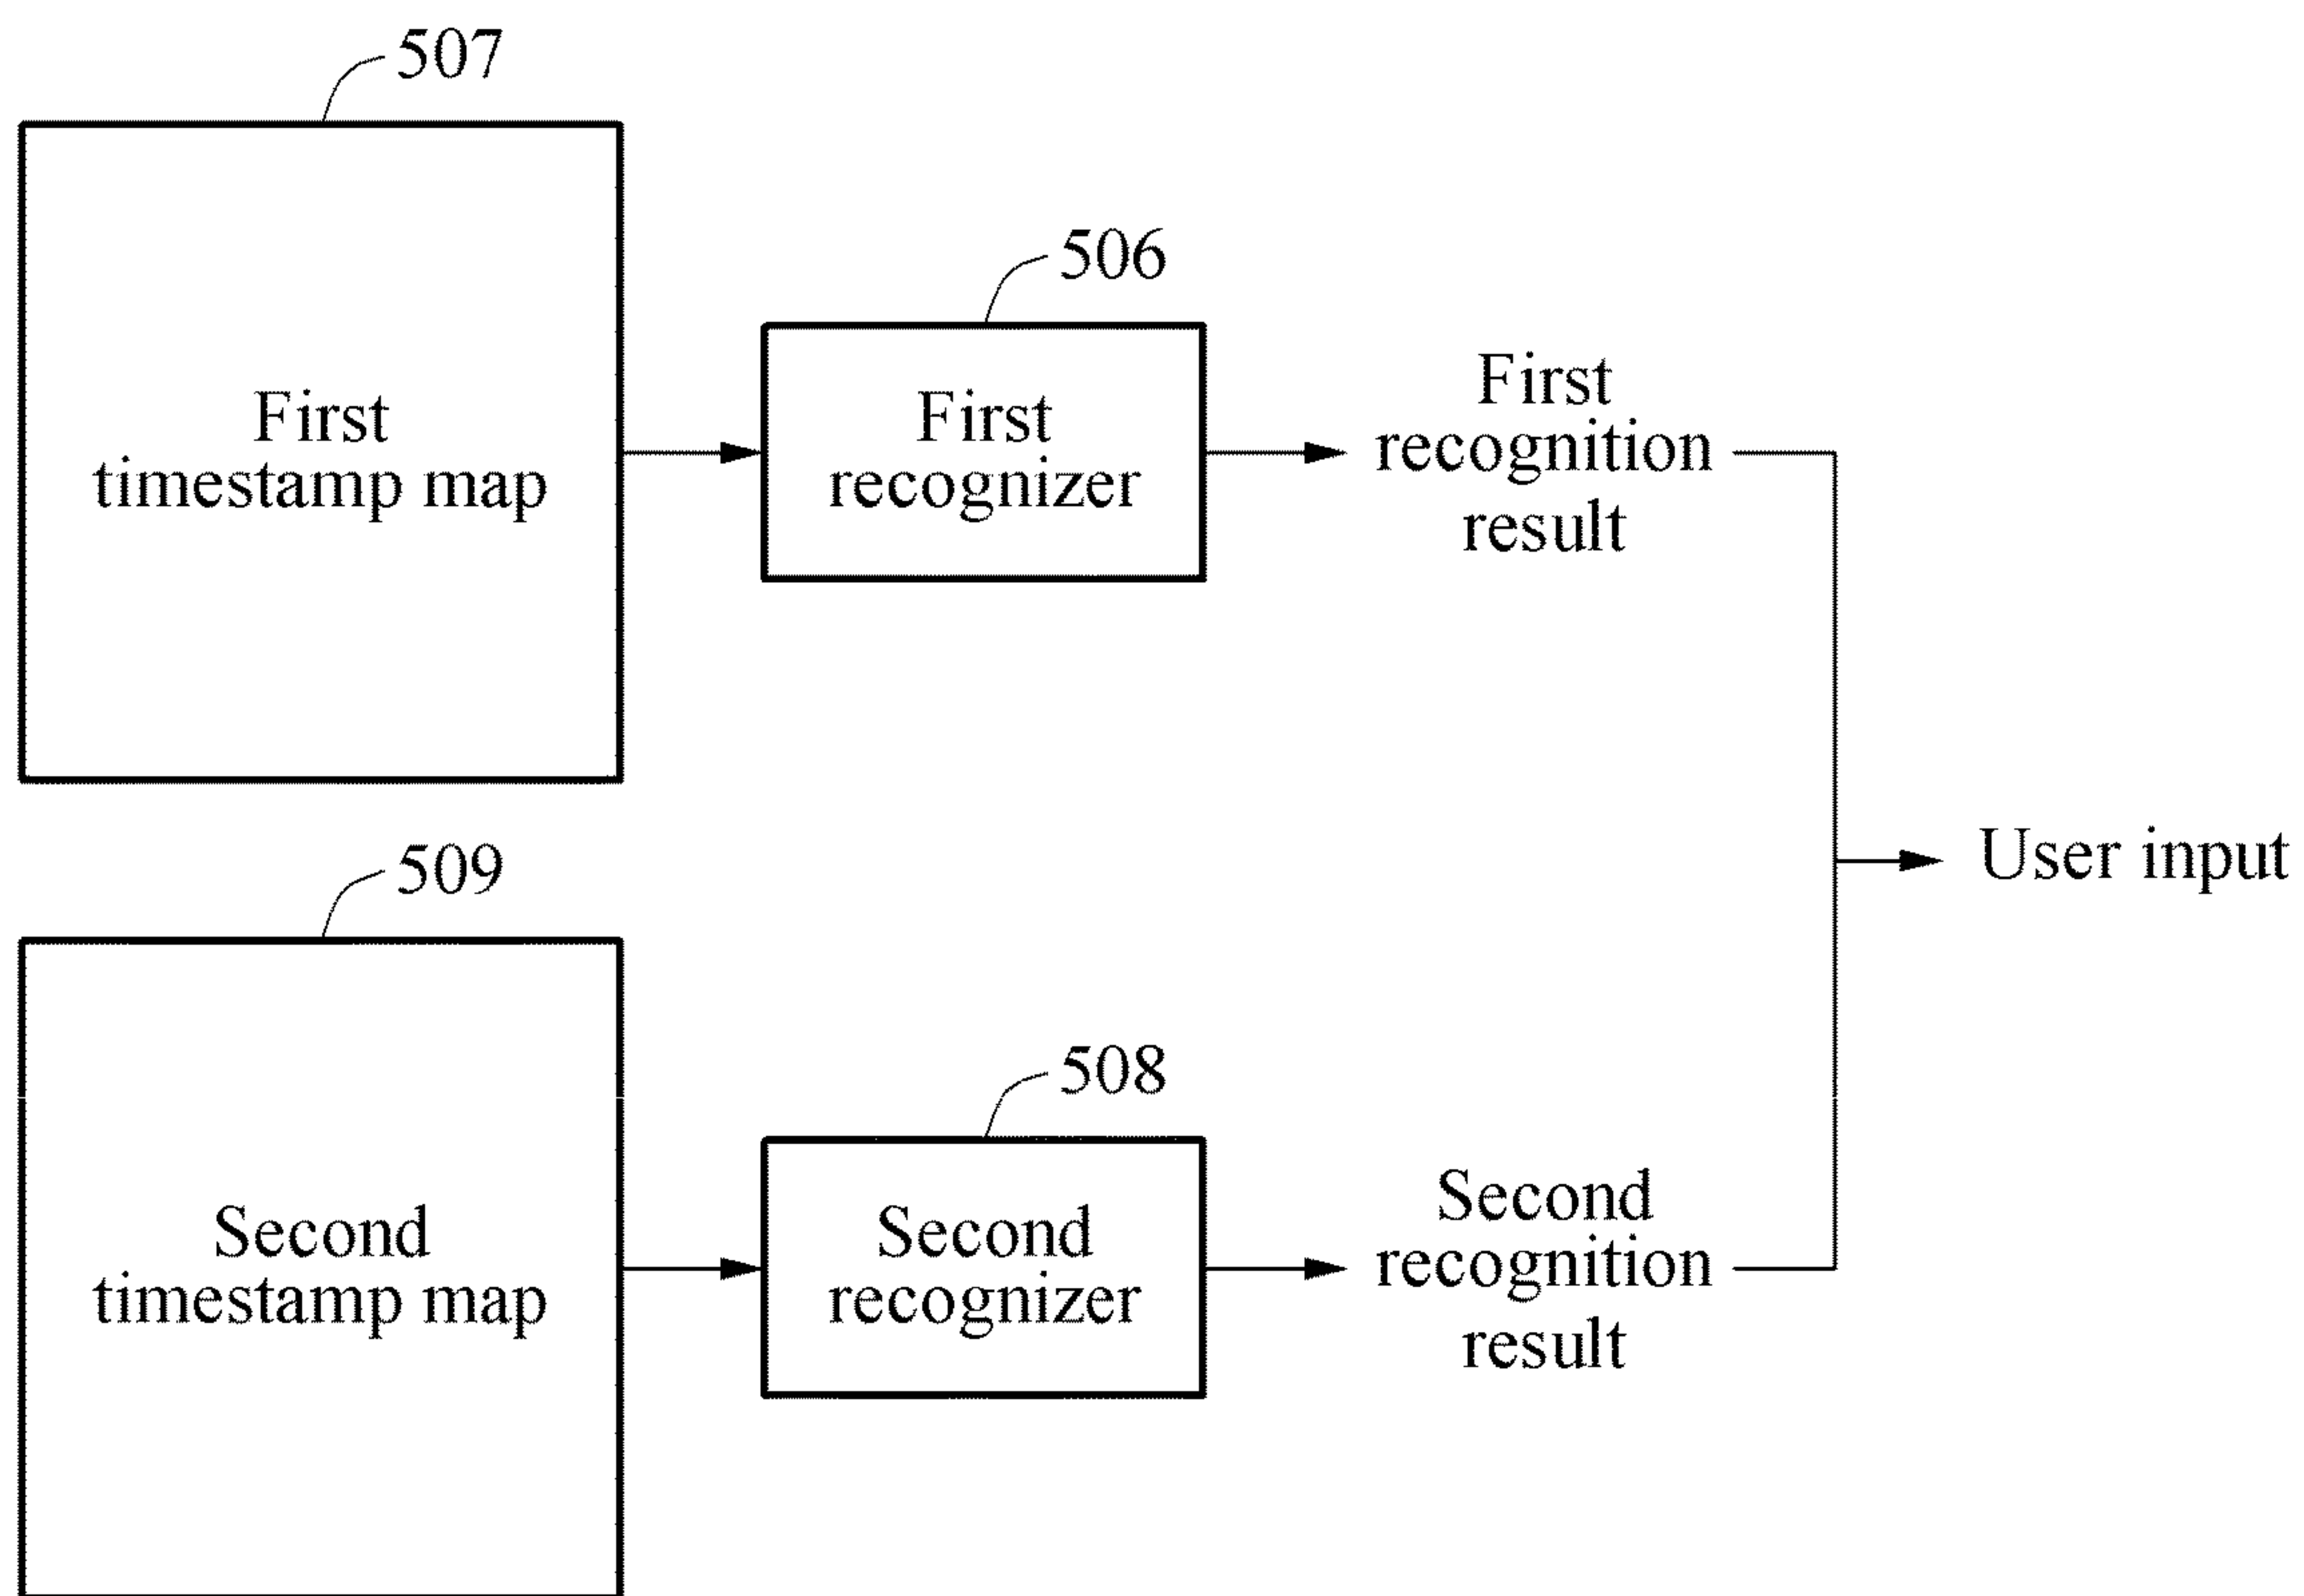 507
First
timestamp map
506
First
recognizer
First
recognition
result
User input
509
Second
timestamp map
508
Second
recognizer
Second
recognition
result